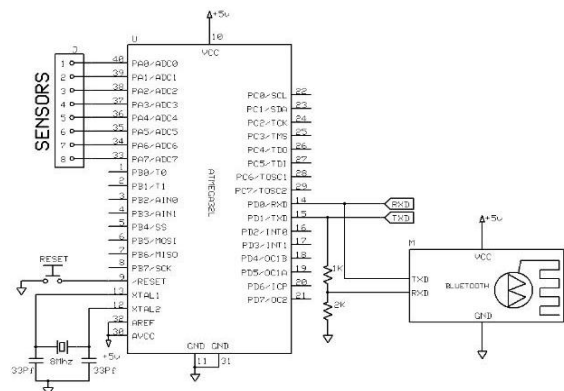 +5v
U
10
VCC
J
SENSORS
1 40 PA0/ADC0
2 39 PA1/ADC1
3 38 PA2/ADC2
4 37 PA3/ADC3
5 36 PA4/ADC4
6 35 PA5/ADC5
7 34 PA6/ADC6
8 33 PA7/ADC7
1 PB0/T0
2 PB1/T1
3 PB2/AIN0
4 PB3/AIN1
5 PB4/SS
6 PB5/MOSI
7 PB6/MISO
8 PB7/SCK
RESET
9 /RESET
13 XTAL1
12 XTAL2
32 AREF
30 AVCC
+5v
33Pf
8Mhz
33Pf
ATMEGA32L
GND GND
11 31
PC0/SCL 22
PC1/SDA 23
PC2/TCK 24
PC3/TMS 25
PC4/TDO 26
PC5/TDI 27
PC6/TOSC1 28
PC7/TOSC2 29
PD0/RXD 14 RXD
PD1/TXD 15 TXD
PD2/INT0 16
PD3/INT1 17
PD4/OC1B 18
PD5/OC1A 19
PD6/ICP 20
PD7/OC2 21
1K
2K
+5v
M
VCC
TXD
RXD
BLUETOOTH
GND